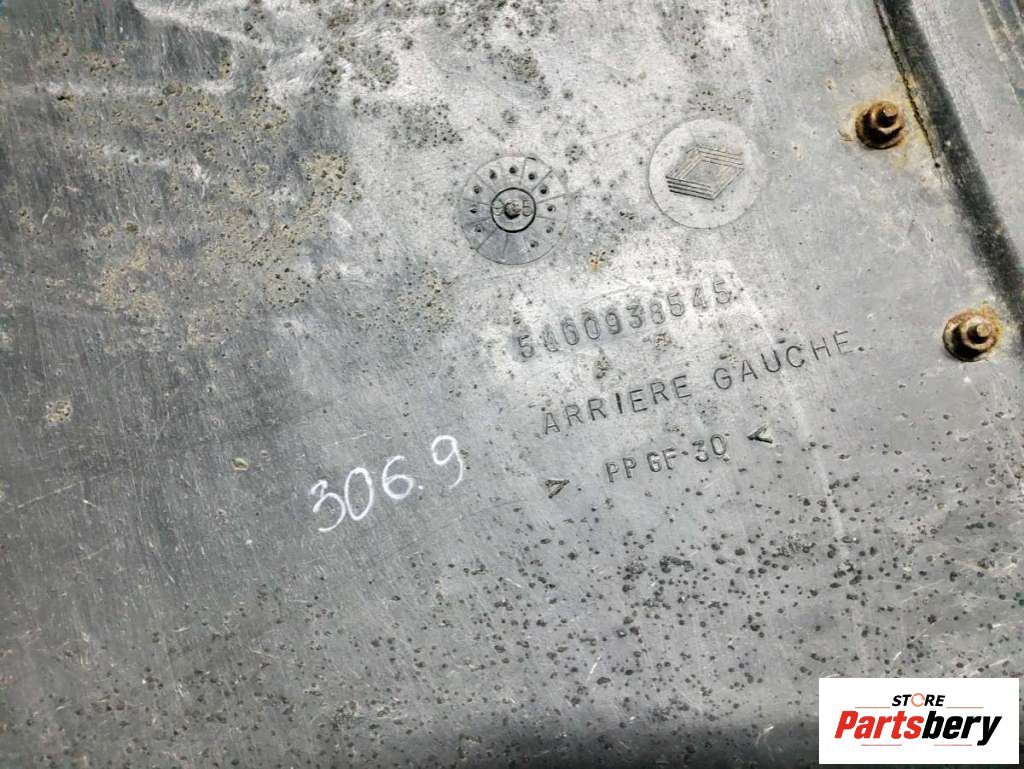 5460938545
ARRIERE GAUCHE
> PP GF 30 <
306.9
STORE
Partsbery